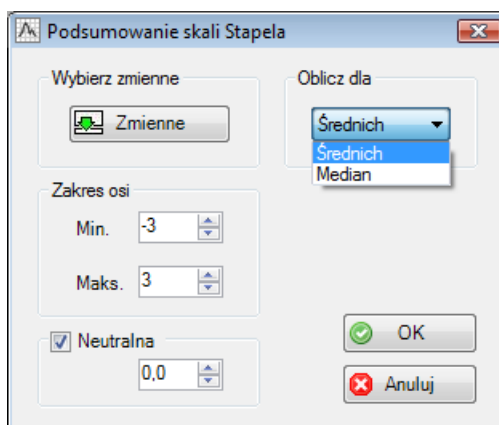 Podsumowanie skali Stapela
Wybierz zmienne
Zmienne
Oblicz dla
Średnich
Średnich
Median
Zakres osi
Min. -3
Maks. 3
Neutralna
0,0
OK
Anuluj